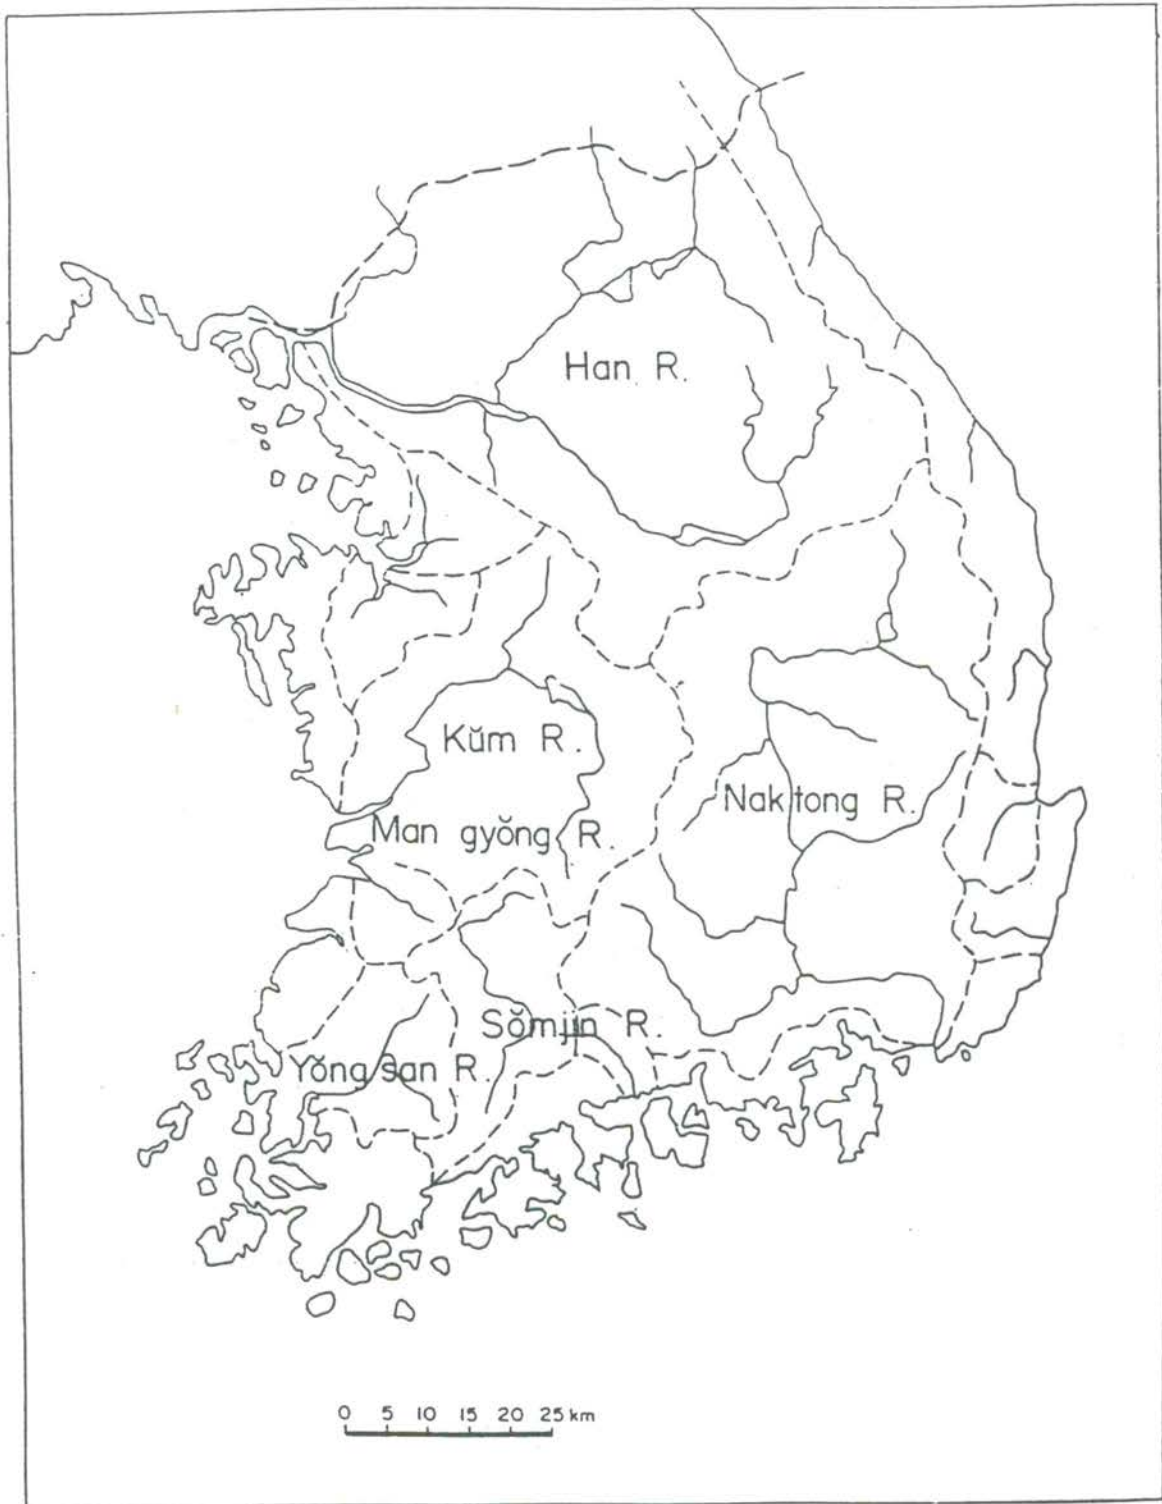 Han R.
Kŭm R.
Nak tong R.
Man gyŏng R.
Sŏmjin R.
Yŏng san R.
0 5 10 15 20 25 km